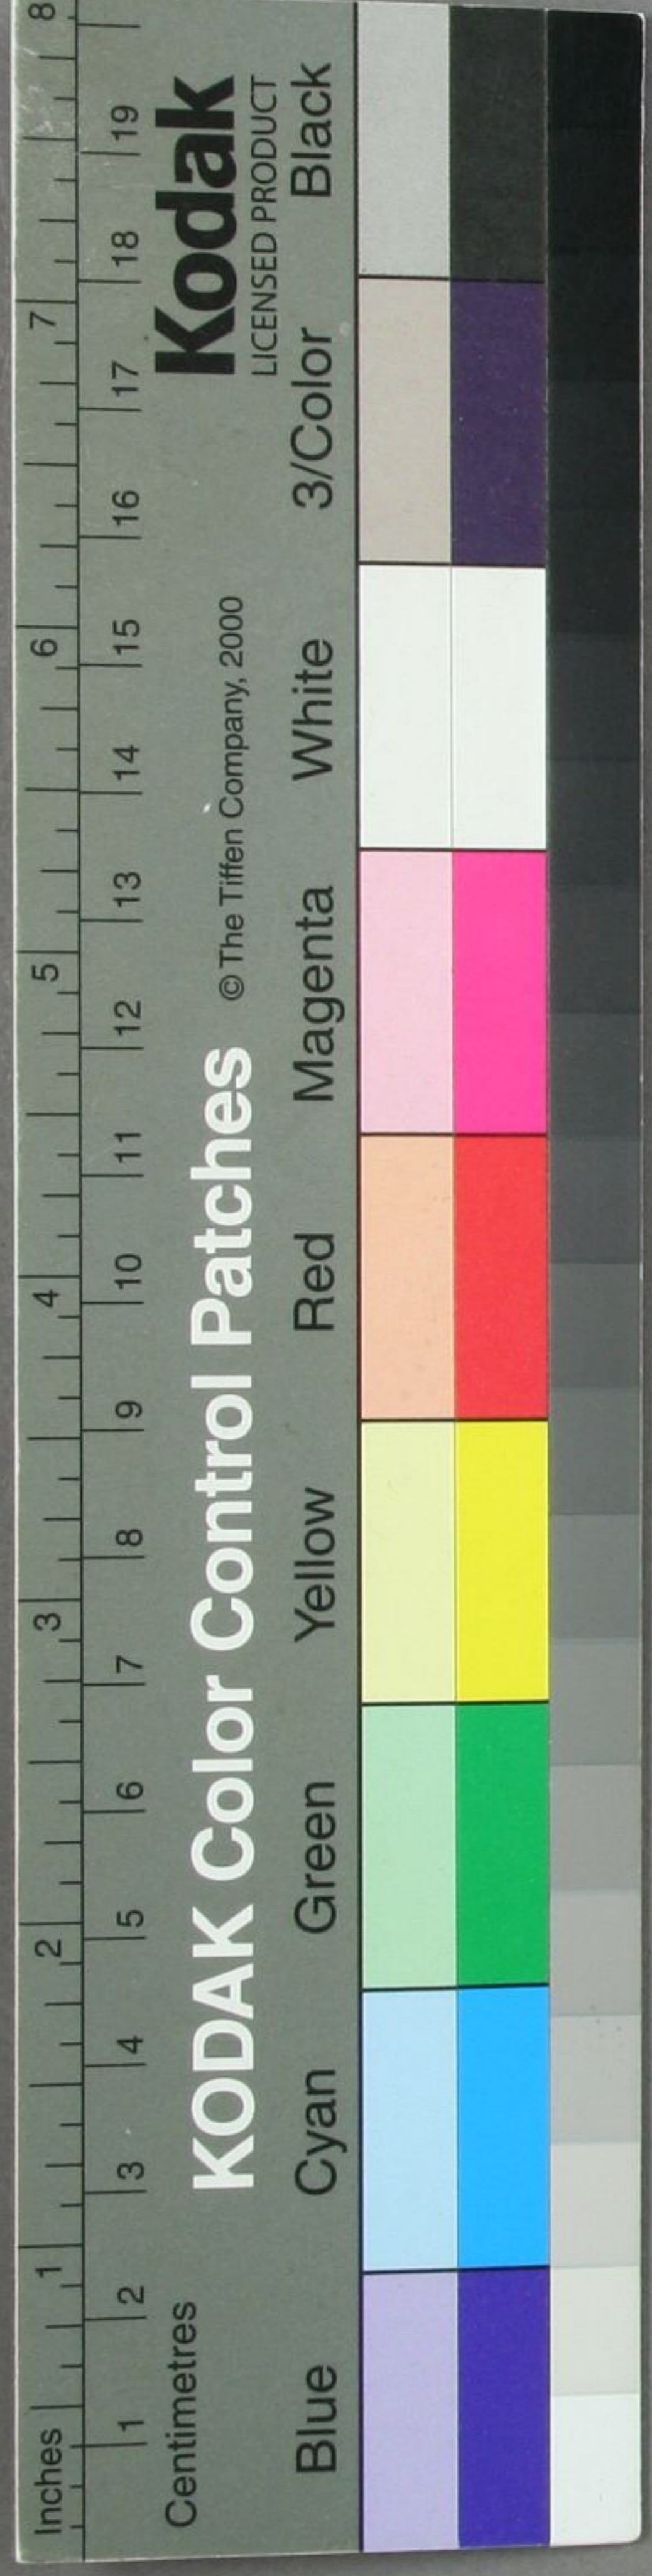 Inches 1 2 3 4 5 6 7 8
1 2 3 4 5 6 7 8 9 10 11 12 13 14 15 16 17 18 19
Centimetres
KODAK Color Control Patches © The Tiffen Company, 2000 Kodak
LICENSED PRODUCT
Blue Cyan Green Yellow Red Magenta White 3/Color Black